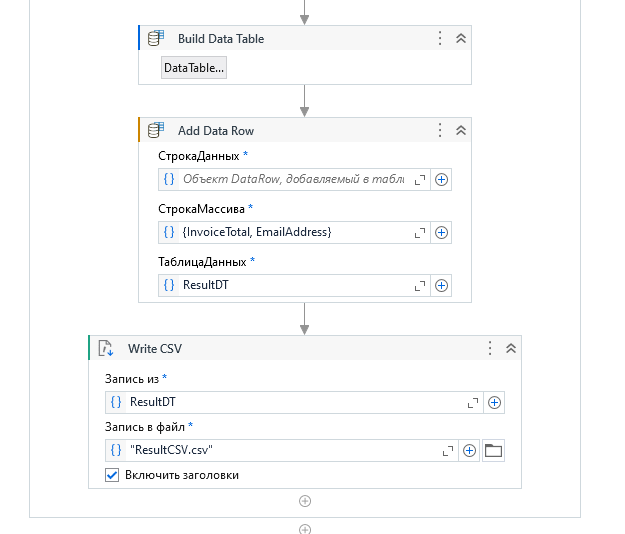 Build Data Table
DataTable...
Add Data Row
СтрокаДанных *
Объект DataRow, добавляемый в табли
СтрокаМассива *
{InvoiceTotal, EmailAddress}
ТаблицаДанных *
ResultDT
Write CSV
Запись из *
ResultDT
Запись в файл *
"ResultCSV.csv"
Включить заголовки